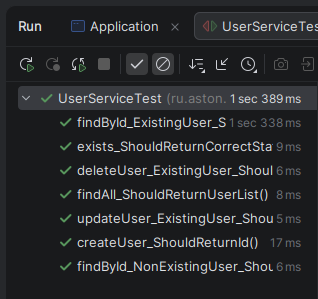 Run Application UserServiceTes
UserServiceTest (ru.aston. 1 sec 389 ms
findById_ExistingUser_S 1 sec 338 ms
exists_ShouldReturnCorrectStat 9 ms
deleteUser_ExistingUser_Shoul 6 ms
findAll_ShouldReturnUserList() 8 ms
updateUser_ExistingUser_Shou 5 ms
createUser_ShouldReturnId() 17 ms
findById_NonExistingUser_Shou 6 ms